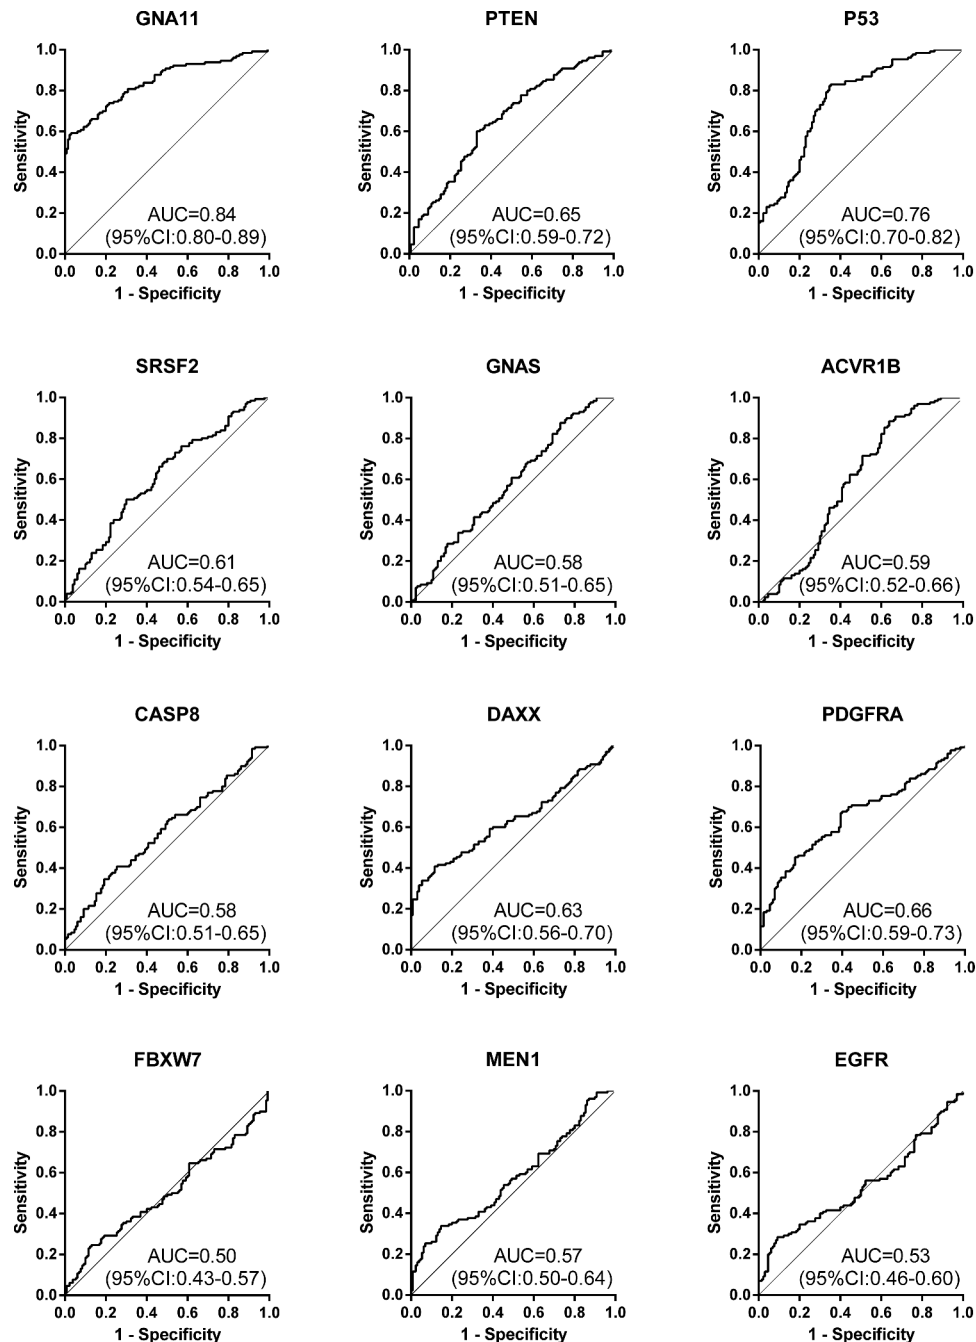 GNA11 PTEN P53
1.0 1.0 1.0
0.8 0.8 0.8
0.6 0.6 0.6
0.4 0.4 0.4
0.2 0.2 0.2
0.0 0.0 0.0
Sensitivity Sensitivity Sensitivity
AUC=0.84 AUC=0.65 AUC=0.76
(95%CI:0.80-0.89) (95%CI:0.59-0.72) (95%CI:0.70-0.82)
0.0 0.2 0.4 0.6 0.8 1.0 0.0 0.2 0.4 0.6 0.8 1.0 0.0 0.2 0.4 0.6 0.8 1.0
1 - Specificity 1 - Specificity 1 - Specificity
SRSF2 GNAS ACVR1B
1.0 1.0 1.0
0.8 0.8 0.8
0.6 0.6 0.6
0.4 0.4 0.4
0.2 0.2 0.2
0.0 0.0 0.0
Sensitivity Sensitivity Sensitivity
AUC=0.61 AUC=0.58 AUC=0.59
(95%CI:0.54-0.65) (95%CI:0.51-0.65) (95%CI:0.52-0.66)
0.0 0.2 0.4 0.6 0.8 1.0 0.0 0.2 0.4 0.6 0.8 1.0 0.0 0.2 0.4 0.6 0.8 1.0
1 - Specificity 1 - Specificity 1 - Specificity
CASP8 DAXX PDGFRA
1.0 1.0 1.0
0.8 0.8 0.8
0.6 0.6 0.6
0.4 0.4 0.4
0.2 0.2 0.2
0.0 0.0 0.0
Sensitivity Sensitivity Sensitivity
AUC=0.58 AUC=0.63 AUC=0.66
(95%CI:0.51-0.65) (95%CI:0.56-0.70) (95%CI:0.59-0.73)
0.0 0.2 0.4 0.6 0.8 1.0 0.0 0.2 0.4 0.6 0.8 1.0 0.0 0.2 0.4 0.6 0.8 1.0
1 - Specificity 1 - Specificity 1 - Specificity
FBXW7 MEN1 EGFR
1.0 1.0 1.0
0.8 0.8 0.8
0.6 0.6 0.6
0.4 0.4 0.4
0.2 0.2 0.2
0.0 0.0 0.0
Sensitivity Sensitivity Sensitivity
AUC=0.50 AUC=0.57 AUC=0.53
(95%CI:0.43-0.57) (95%CI:0.50-0.64) (95%CI:0.46-0.60)
0.0 0.2 0.4 0.6 0.8 1.0 0.0 0.2 0.4 0.6 0.8 1.0 0.0 0.2 0.4 0.6 0.8 1.0
1 - Specificity 1 - Specificity 1 - Specificity